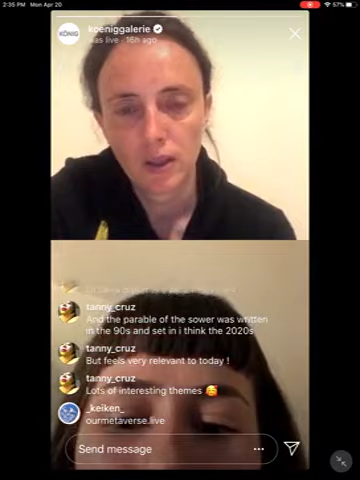 2:35 PM Mon Apr 20
57%
KÖNIG
koeniggalerie
was live · 16h ago
tanny_cruz
And the parable of the sower was written
in the 90s and set in i think the 2020s
tanny_cruz
But feels very relevant to today !
tanny_cruz
Lots of interesting themes 🥰
_keiken_
ourmetaverse.live
Send message